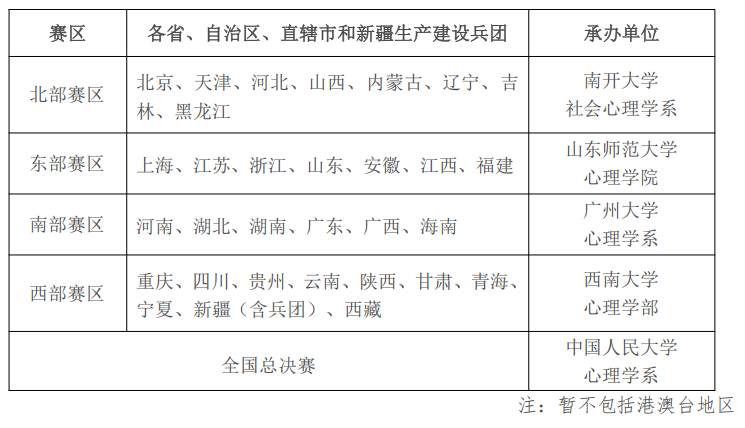 赛区 各省、自治区、直辖市和新疆生产建设兵团 承办单位
北部赛区 北京、天津、河北、山西、内蒙古、辽宁、吉
林、黑龙江 南开大学
社会心理学系
东部赛区 上海、江苏、浙江、山东、安徽、江西、福建 山东师范大学
心理学院
南部赛区 河南、湖北、湖南、广东、广西、海南 广州大学
心理学系
西部赛区 重庆、四川、贵州、云南、陕西、甘肃、青海、
宁夏、新疆（含兵团）、西藏 西南大学
心理学部
全国总决赛 中国人民大学
心理学系
注：暂不包括港澳台地区